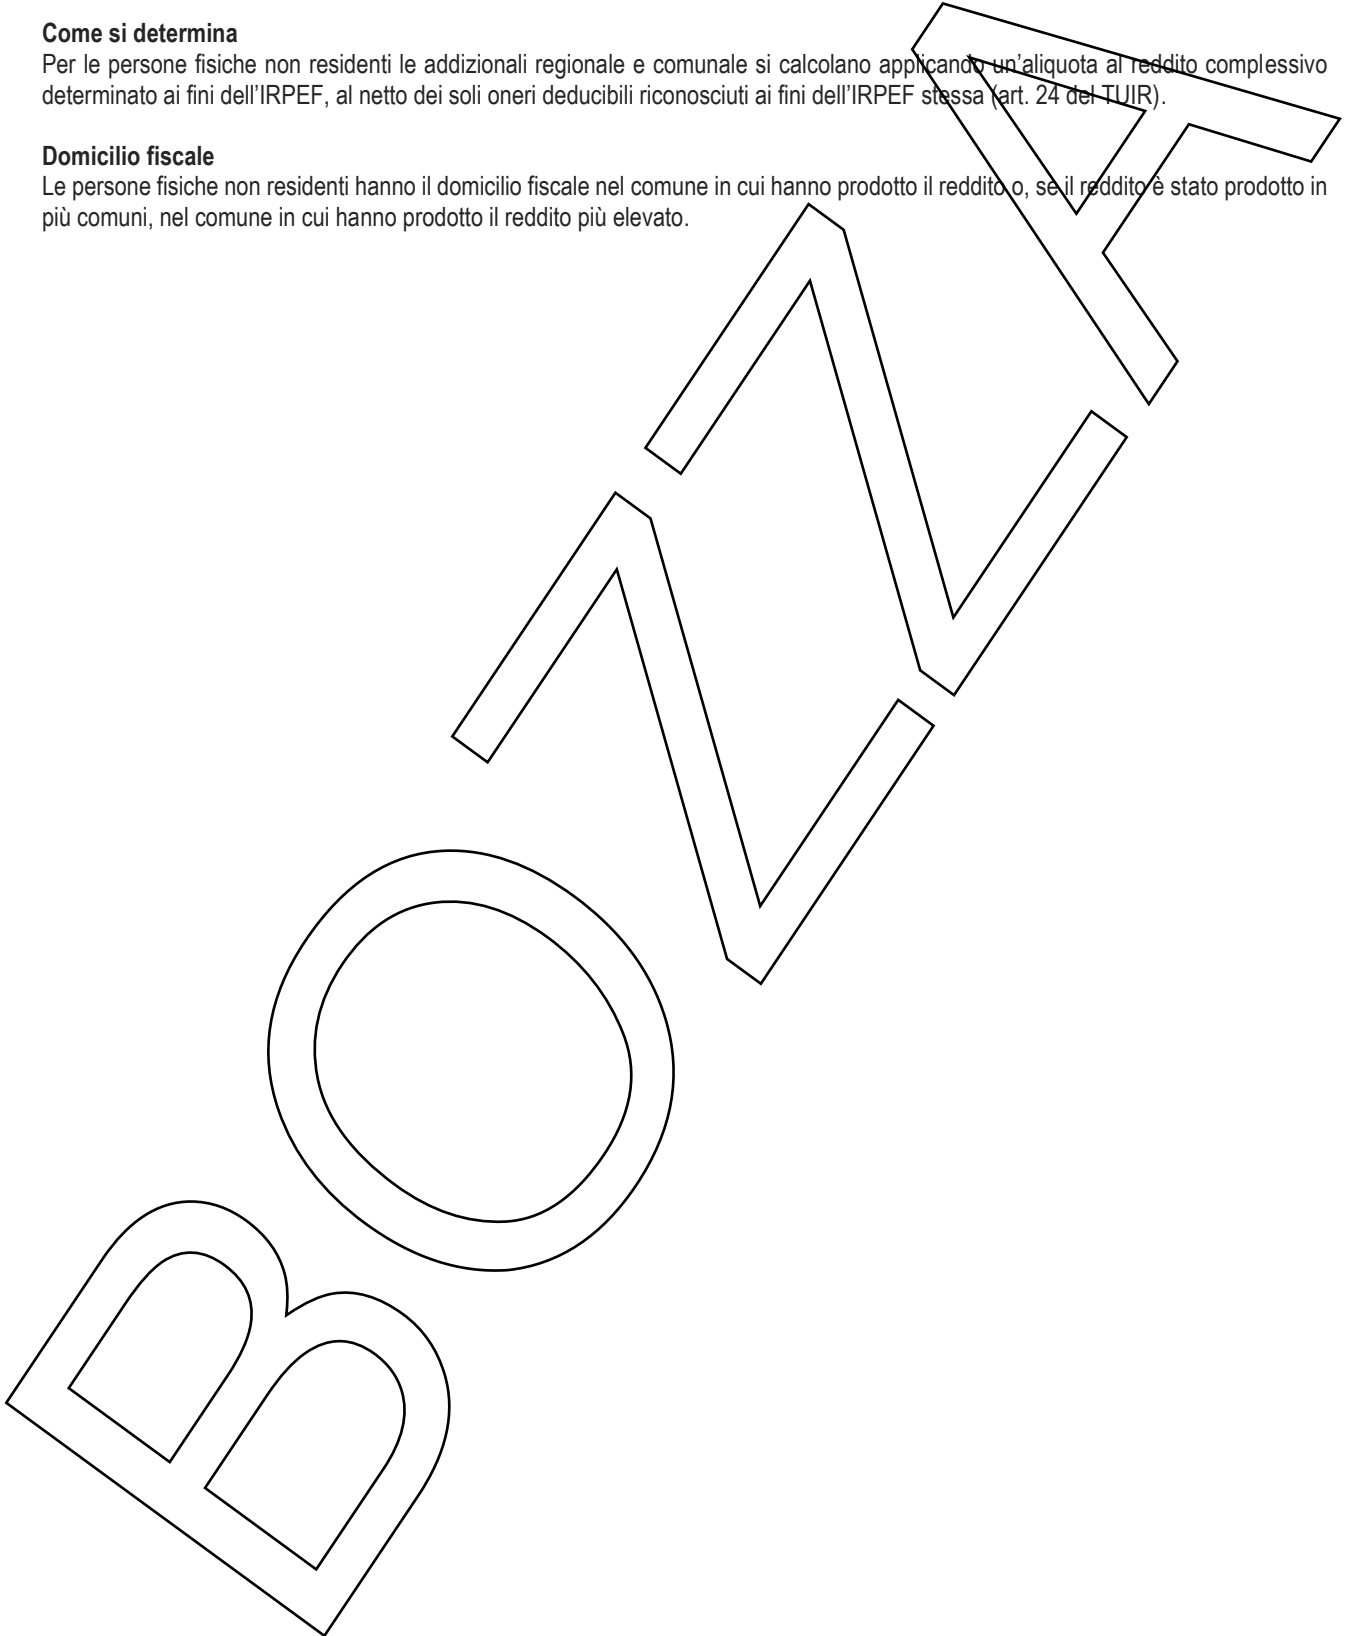 Come si determina
Per le persone fisiche non residenti le addizionali regionale e comunale si calcolano applicando un’aliquota al reddito complessivo
determinato ai fini dell’IRPEF, al netto dei soli oneri deducibili riconosciuti ai fini dell’IRPEF stessa (art. 24 del TUIR).
Domicilio fiscale
Le persone fisiche non residenti hanno il domicilio fiscale nel comune in cui hanno prodotto il reddito o, se il reddito è stato prodotto in
più comuni, nel comune in cui hanno prodotto il reddito più elevato.
BOZZA